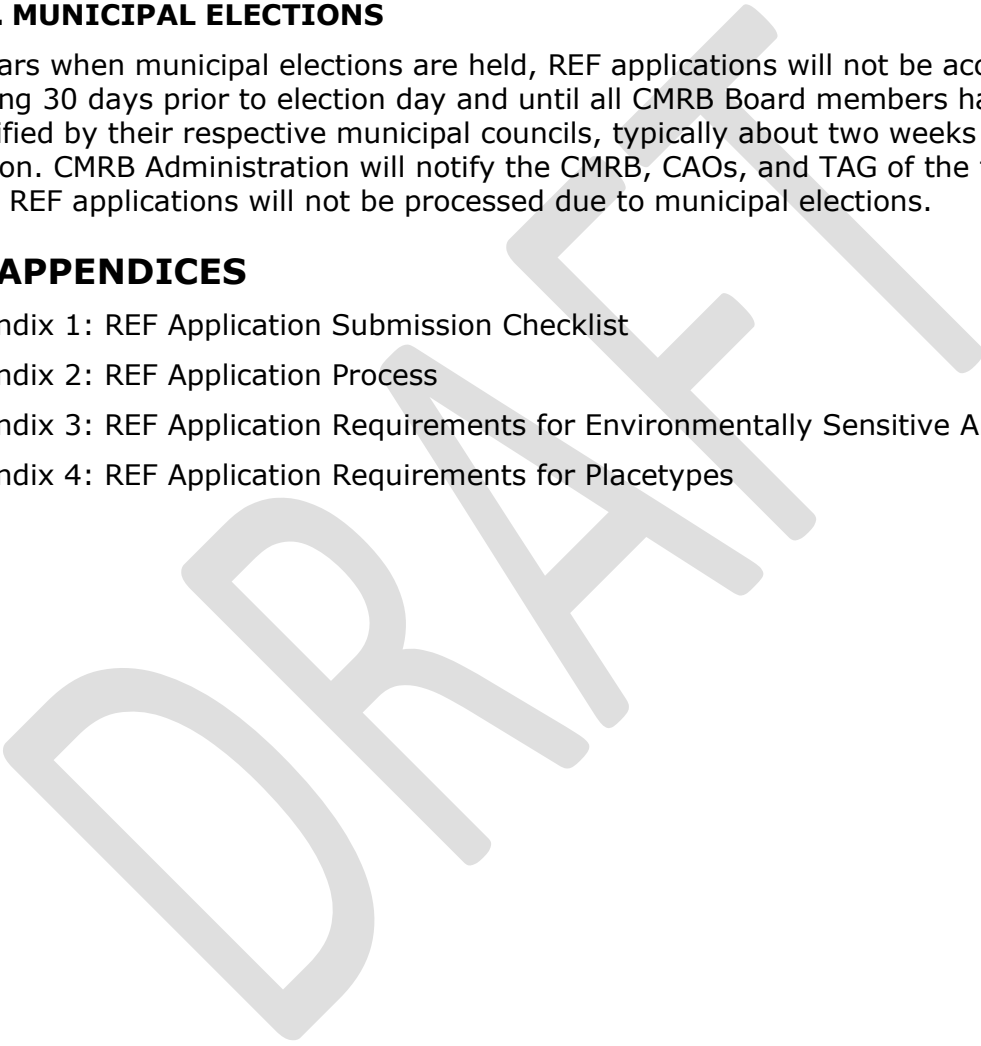 . MUNICIPAL ELECTIONS
ars when municipal elections are held, REF applications will not be acc
ng 30 days prior to election day and until all CMRB Board members ha
ified by their respective municipal councils, typically about two weeks
on. CMRB Administration will notify the CMRB, CAOs, and TAG of the
REF applications will not be processed due to municipal elections.
APPENDICES
ndix 1: REF Application Submission Checklist
ndix 2: REF Application Process
ndix 3: REF Application Requirements for Environmentally Sensitive A
ndix 4: REF Application Requirements for Placetypes
DRAFT